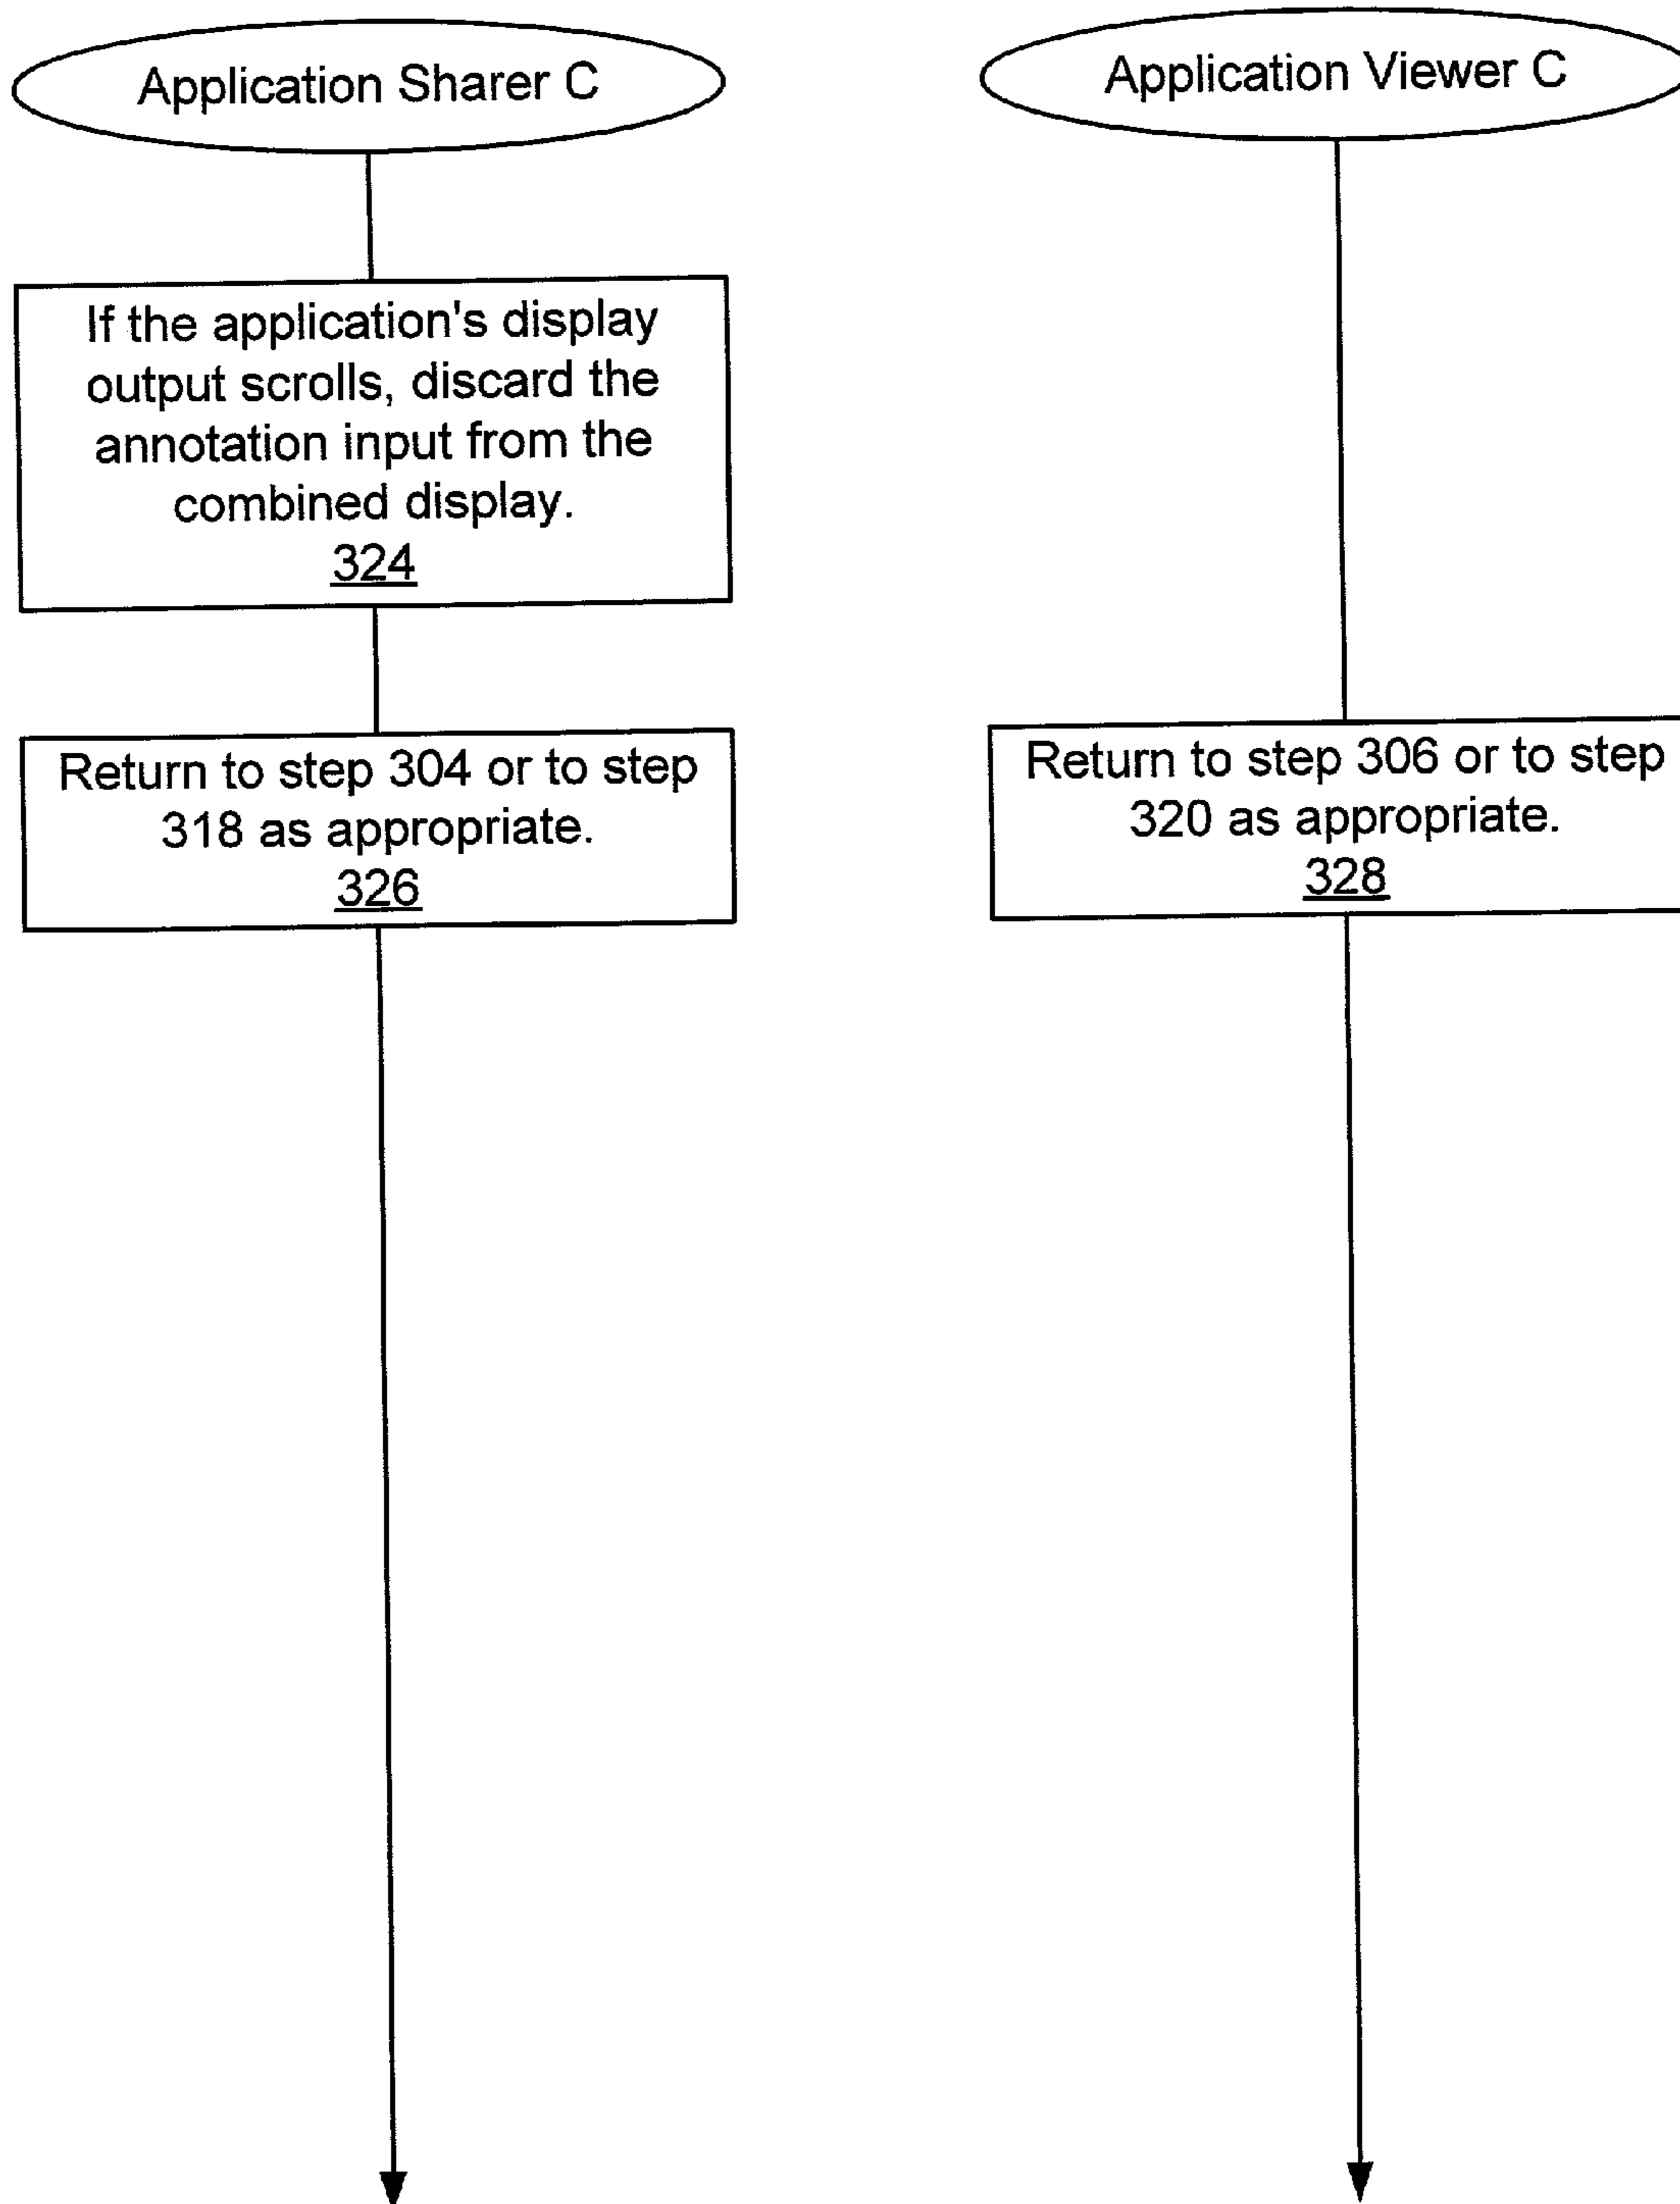 Application Sharer C
If the application's display
output scrolls, discard the
annotation input from the
combined display.
324
Return to step 304 or to step
318 as appropriate.
326
Application Viewer C
Return to step 306 or to step
320 as appropriate.
328